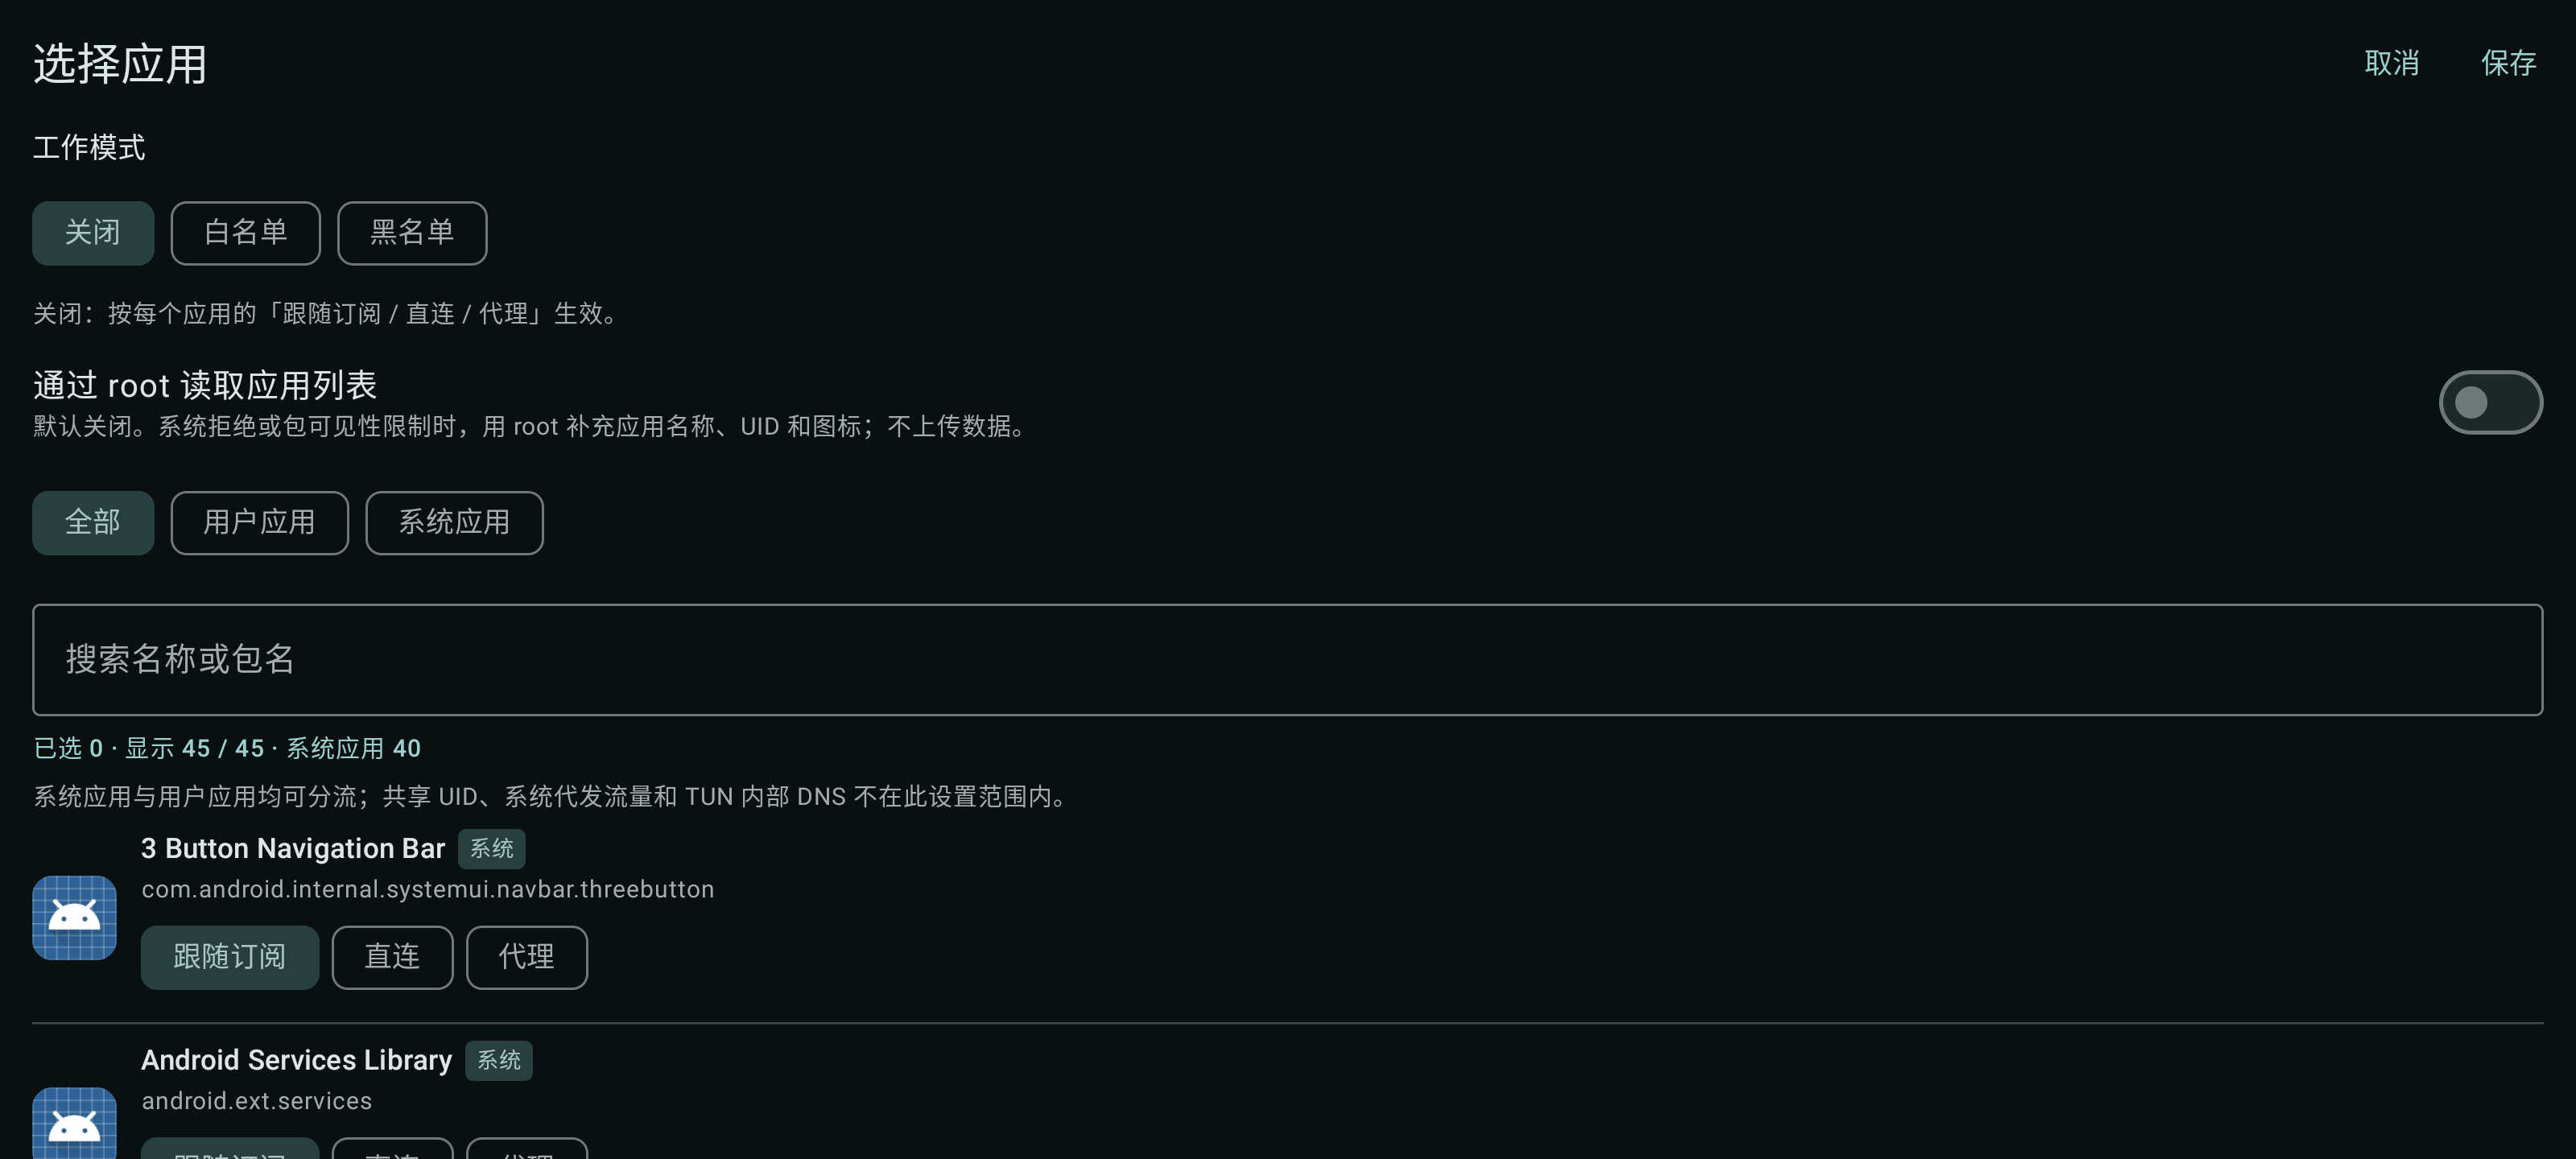 选择应用
取消 保存
工作模式
关闭 白名单 黑名单
关闭：按每个应用的「跟随订阅 / 直连 / 代理」生效。
通过 root 读取应用列表
默认关闭。系统拒绝或包可见性限制时，用 root 补充应用名称、UID 和图标；不上传数据。
全部 用户应用 系统应用
搜索名称或包名
已选 0 · 显示 45 / 45 · 系统应用 40
系统应用与用户应用均可分流；共享 UID、系统代发流量和 TUN 内部 DNS 不在此设置范围内。
3 Button Navigation Bar 系统
com.android.internal.systemui.navbar.threebutton
跟随订阅 直连 代理
Android Services Library 系统
android.ext.services